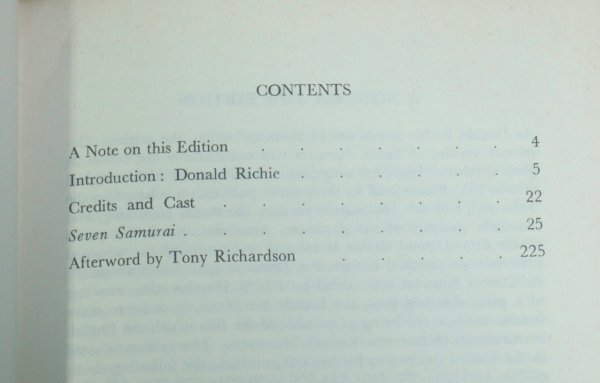 CONTENTS
A Note on this Edition . . . . . . . 4
Introduction: Donald Richie . . . . . . 5
Credits and Cast . . . . . . . . 22
Seven Samurai . . . . . . . . . 25
Afterword by Tony Richardson . . . . . 225